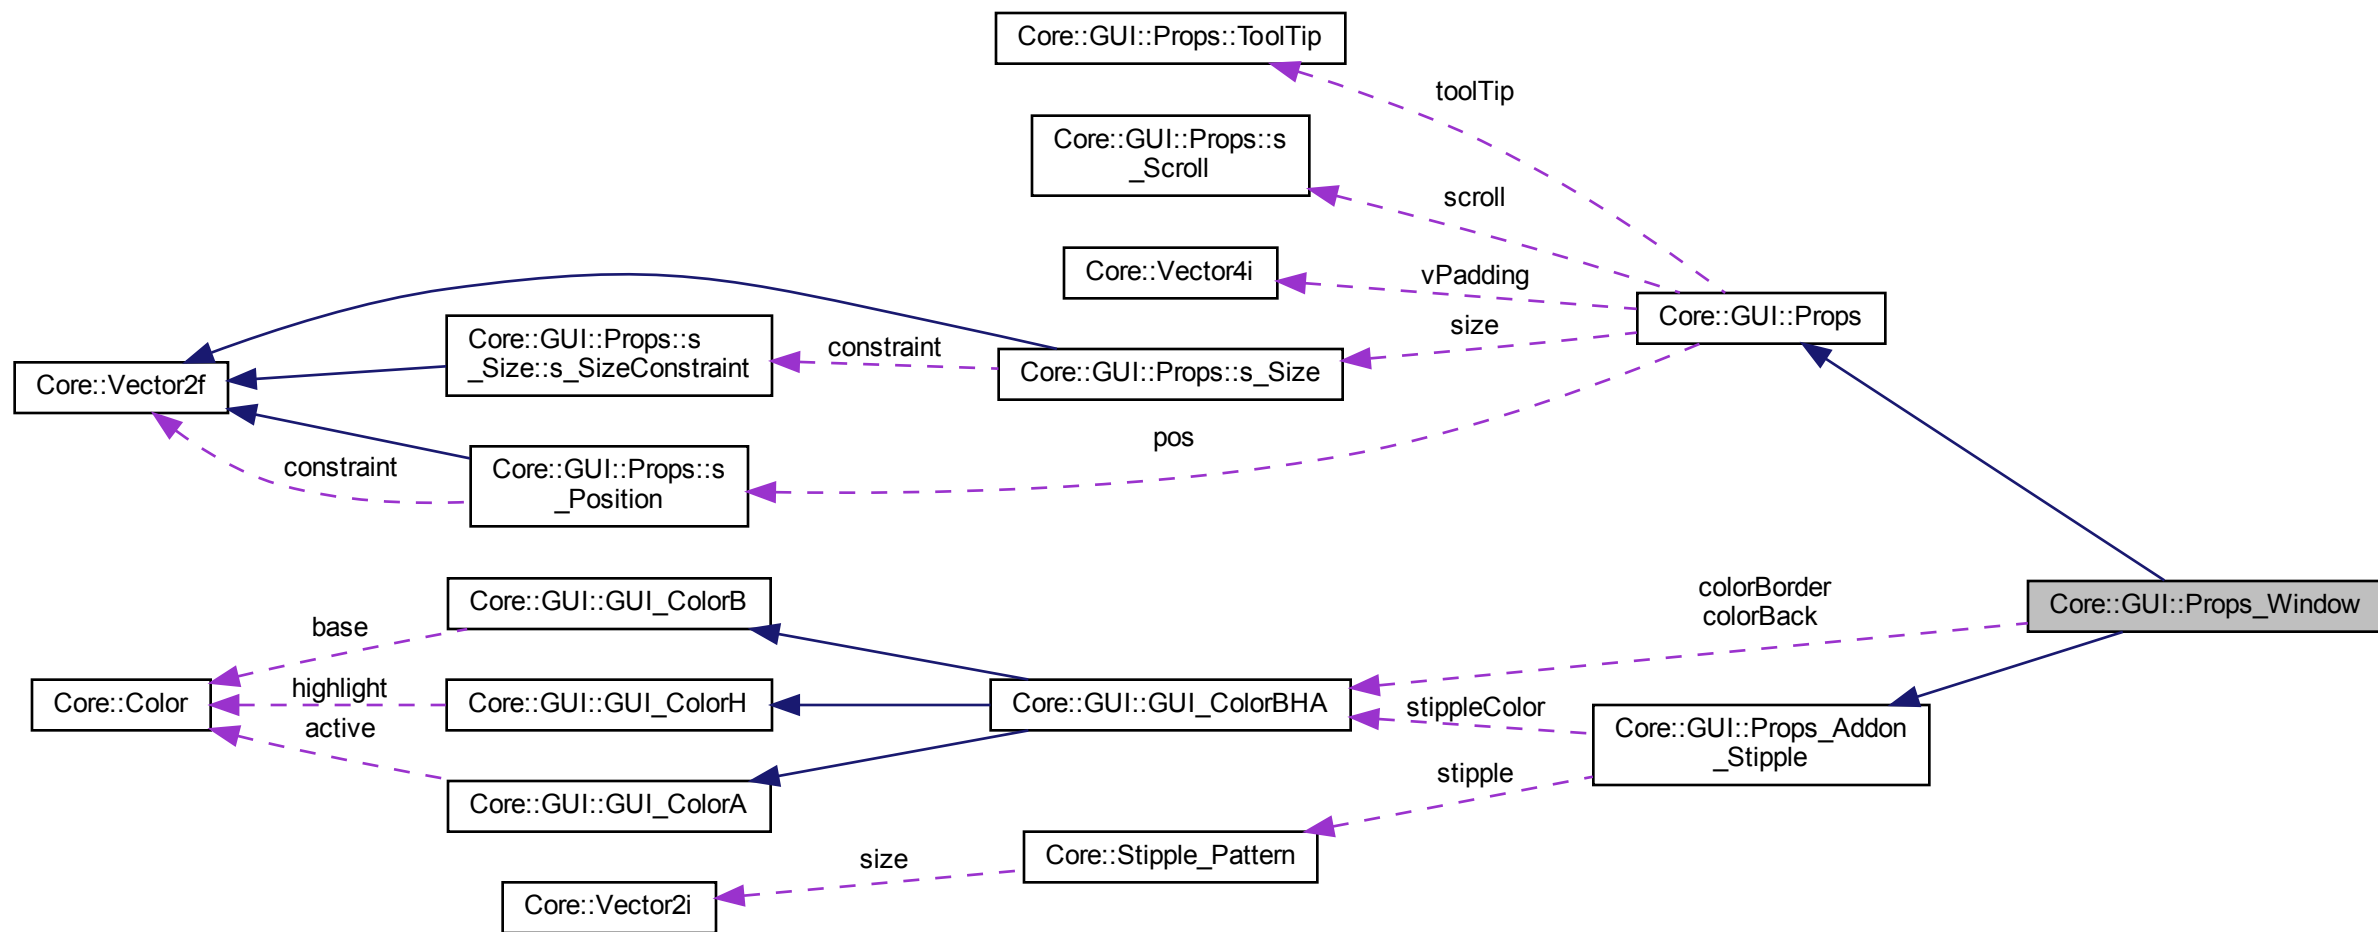 Core::GUI::Props::ToolTip
toolTip
Core::GUI::Props::s
_Scroll
scroll
Core::Vector4i
vPadding
Core::GUI::Props
size
Core::GUI::Props::s
_Size::s_SizeConstraint
constraint
Core::GUI::Props::s_Size
Core::Vector2f
pos
constraint
Core::GUI::Props::s
_Position
Core::GUI::GUI_ColorB
colorBorder
colorBack
Core::GUI::Props_Window
base
Core::Color
highlight
active
Core::GUI::GUI_ColorH
Core::GUI::GUI_ColorBHA
stippleColor
Core::GUI::Props_Addon
_Stipple
stipple
Core::GUI::GUI_ColorA
Core::Stipple_Pattern
size
Core::Vector2i